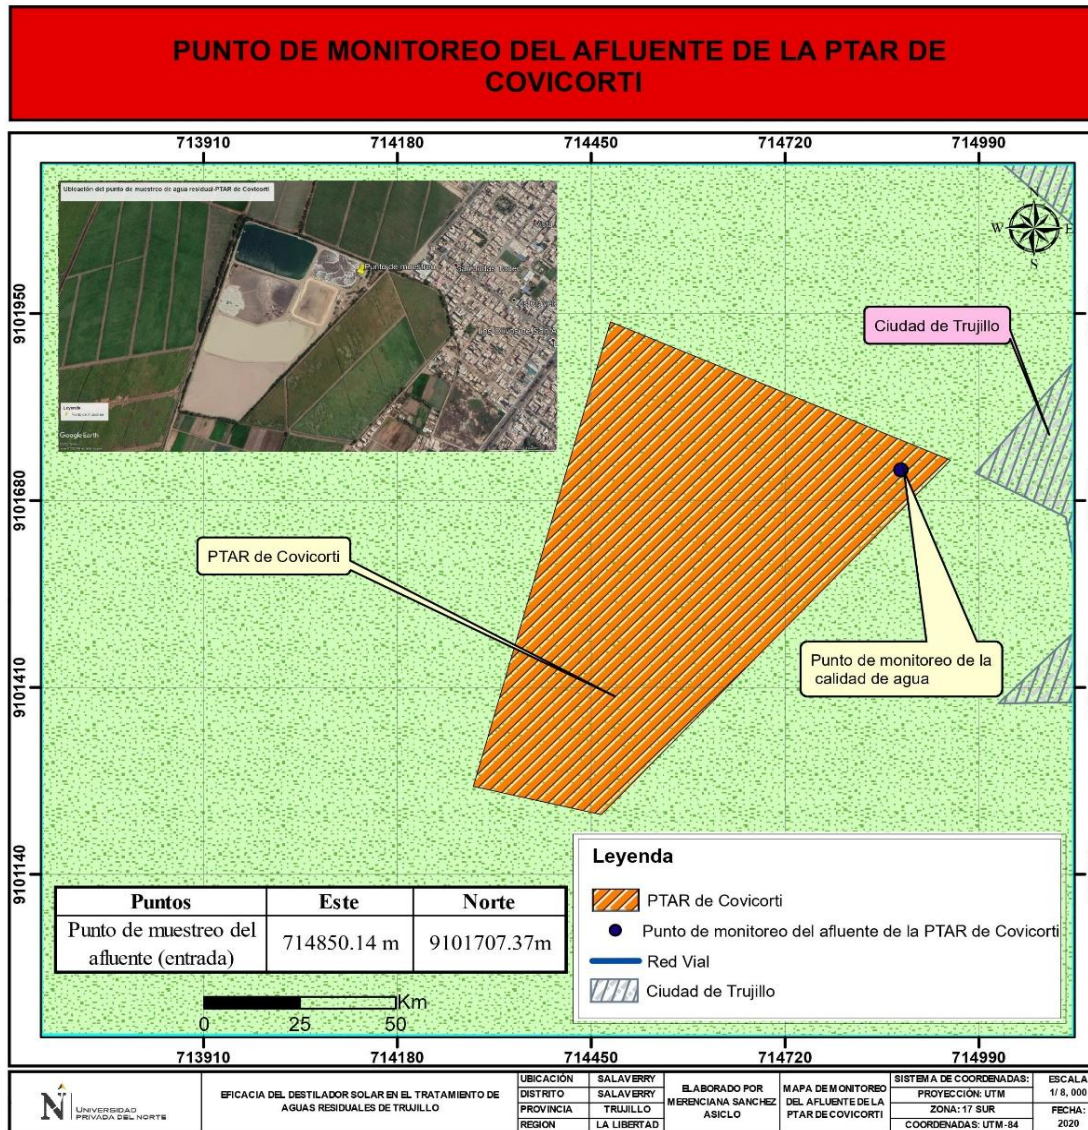 PUNTO DE MONITOREO DEL AFLUENTE DE LA PTAR DE
COVICORTI
713910 714180 714450 714720 714990
Ubicación del punto de muestreo de agua residual-PTAR de Covicorti
Punto de muestreo
Leyenda
Google Earth
N
W E
S
9101950
9101680
9101410
9101140
Ciudad de Trujillo
PTAR de Covicorti
Punto de monitoreo de la
calidad de agua
Puntos Este Norte
Punto de muestreo del
afluente (entrada)
714850.14 m 9101707.37m
Km
0 25 50
Leyenda
PTAR de Covicorti
Punto de monitoreo del afluente de la PTAR de Covicorti
Red Vial
Ciudad de Trujillo
713910 714180 714450 714720 714990
N UNIVERSIDAD
PRIVADA DEL NORTE
EFICACIA DEL DESTILADOR SOLAR EN EL TRATAMIENTO DE
AGUAS RESIDUALES DE TRUJILLO
UBICACIÓN SALAVERRY
DISTRITO SALAVERRY
PROVINCIA TRUJILLO
REGION LA LIBERTAD
ELABORADO POR
MERENCIANA SANCHEZ
ASICLO
MAPA DE MONITOREO
DEL AFLUENTE DE LA
PTAR DE COVICORTI
SISTEMA DE COORDENADAS:
PROYECCIÓN: UTM
ZONA: 17 SUR
COORDENADAS: UTM-84
ESCALA
1/ 8, 000
FECHA:
2020